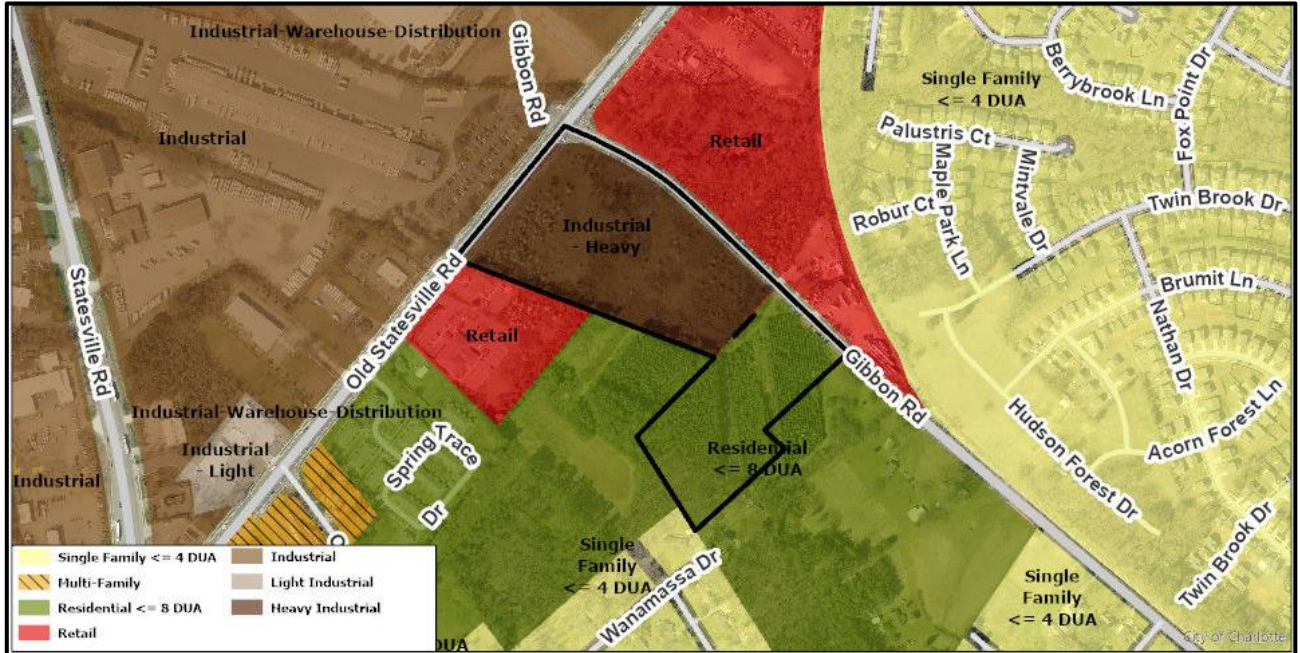 Industrial-Warehouse-Distribution
Gibbon Rd
Industrial
Retail
Single Family
<= 4 DUA
Berrybrook Ln
Fox Point Dr
Palustris Ct
Maple Park Ln
Mintvale Dr
Robur Ct
Twin Brook Dr
Industrial
- Heavy
Brumit Ln
Nathan Dr
Statesville Rd
Old Statesville Rd
Retail
Gibbon Rd
Acorn Forest Ln
Hudson Forest Dr
Industrial-Warehouse-Distribution
Industrial
- Light
Industrial
Spring Trace
Dr
Residential
<= 8 DUA
Twin Brook Dr
Single
Family
<= 4 DUA
Wanamassa Dr
Single
Family
<= 4 DUA
Single Family <= 4 DUA
Multi-Family
Residential <= 8 DUA
Retail
Industrial
Light Industrial
Heavy Industrial
DUA
City of Charlotte